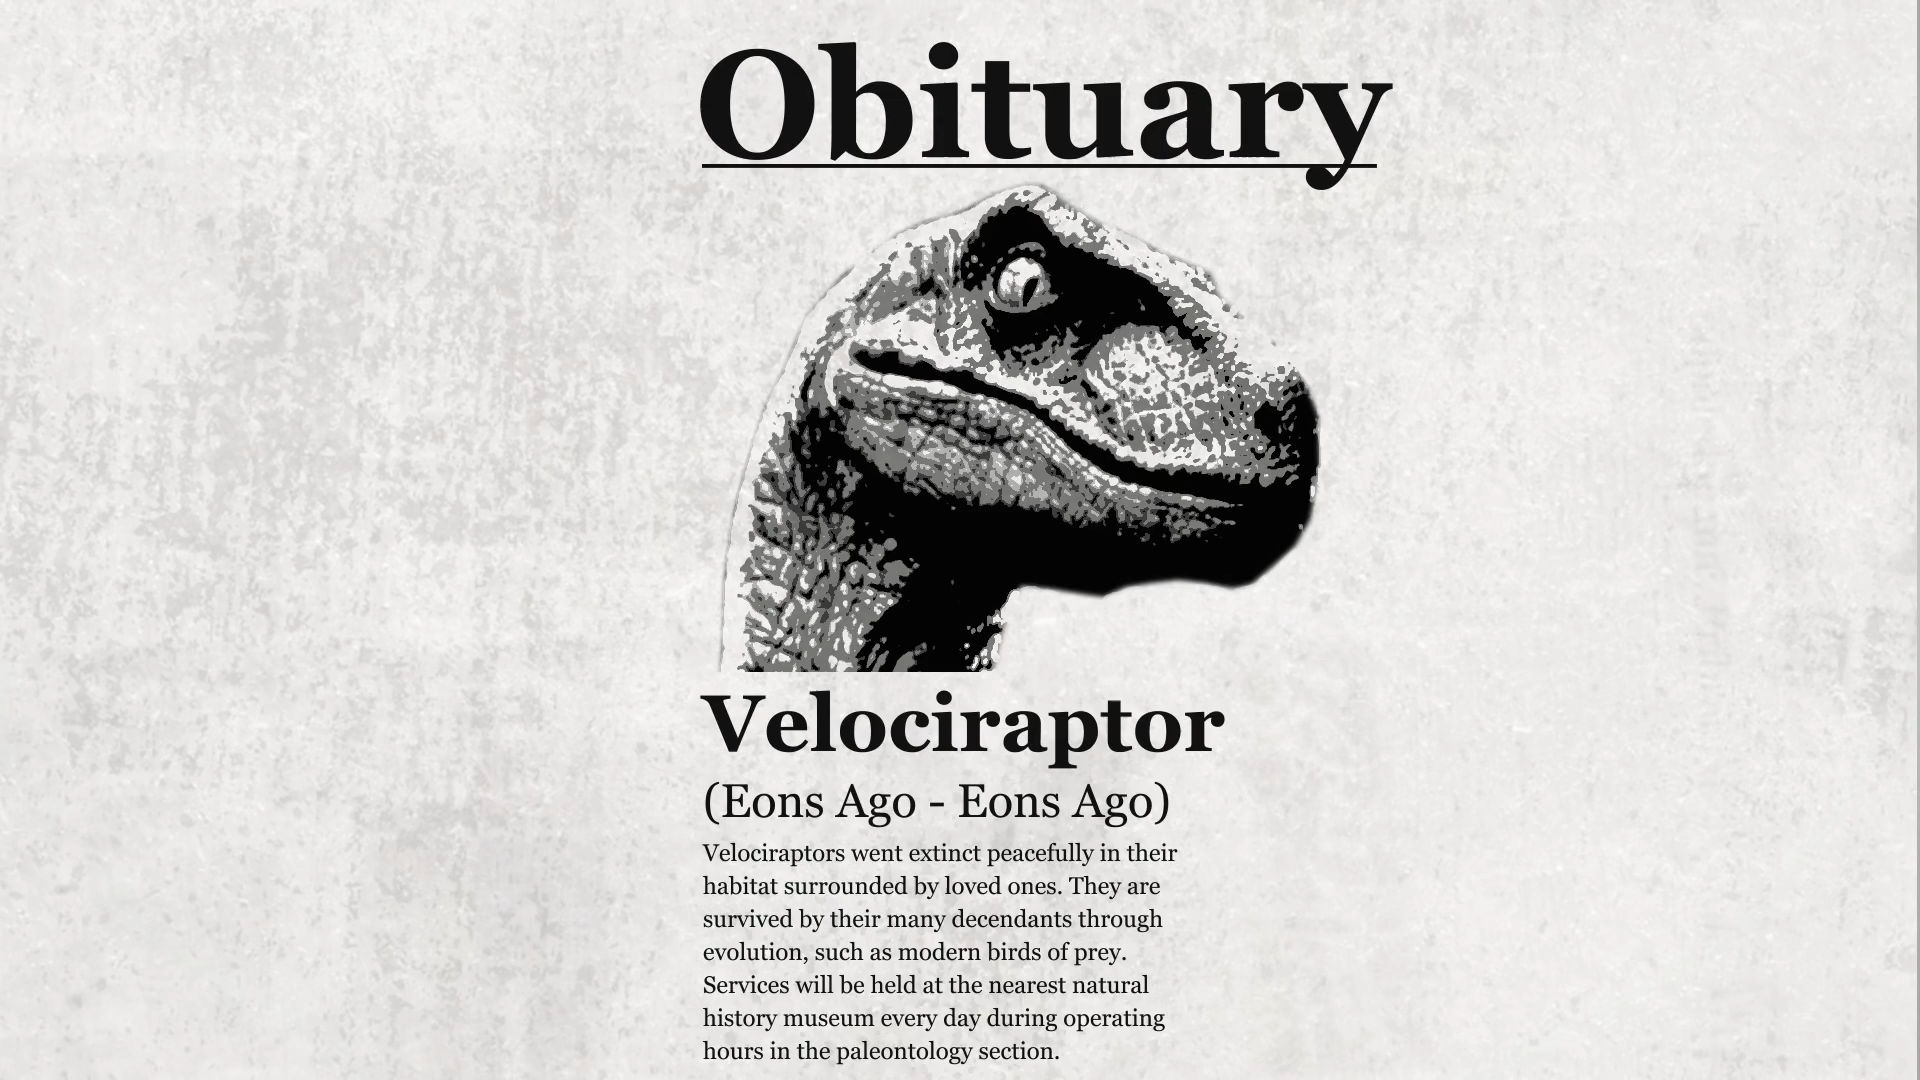 Obituary
Velociraptor
(Eons Ago - Eons Ago)
Velociraptors went extinct peacefully in their
habitat surrounded by loved ones. They are
survived by their many decendants through
evolution, such as modern birds of prey.
Services will be held at the nearest natural
history museum every day during operating
hours in the paleontology section.